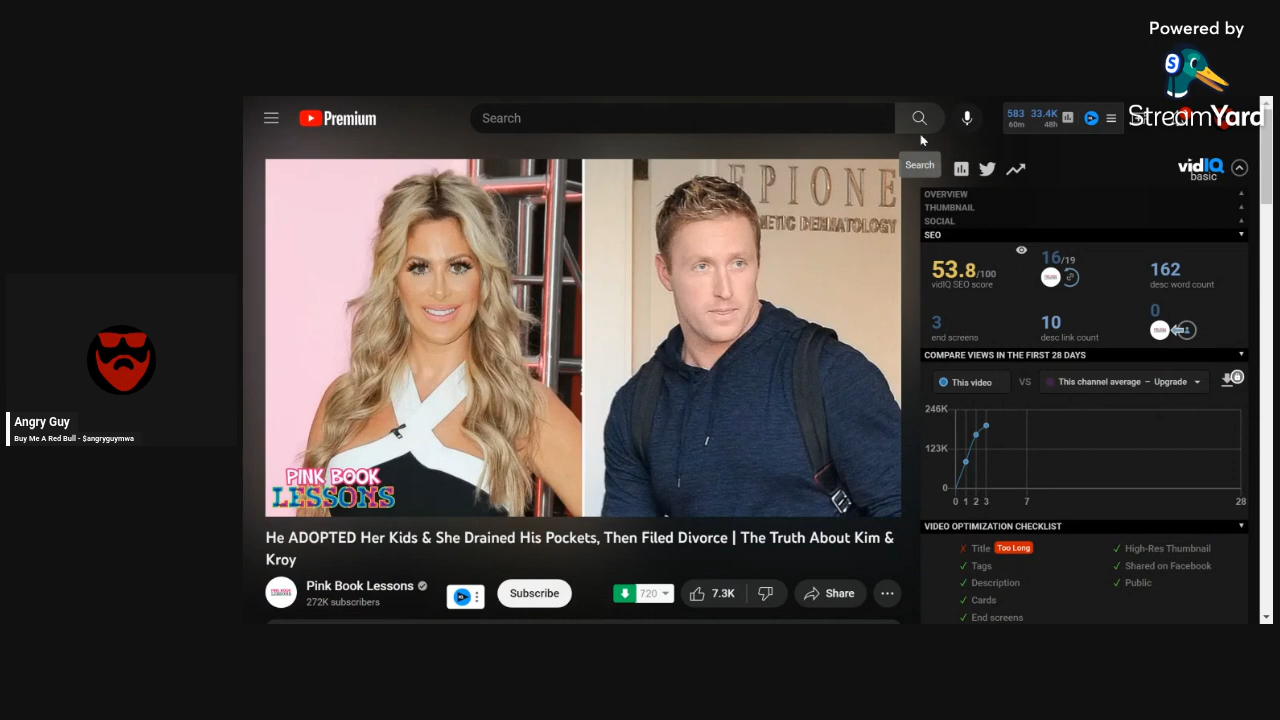 Powered by
StreamYard
Premium
Search
583 33.4K
60m 48h
Search
vidIQ
basic
EPIONE
ETIC DERMATOLOGY
PINK BOOK
LESSONS
OVERVIEW
THUMBNAIL
SOCIAL
SEO
53.8/100
vidIQ SEO score
16/19
162
desc word count
3
end screens
10
desc link count
0
COMPARE VIEWS IN THE FIRST 28 DAYS
This video VS This channel average – Upgrade
246K
123K
0
0 1 2 3 7 28
VIDEO OPTIMIZATION CHECKLIST
Title Too Long
High-Res Thumbnail
Tags
Shared on Facebook
Description
Public
Cards
End screens
Angry Guy
Buy Me A Red Bull - $angryguymwa
He ADOPTED Her Kids & She Drained His Pockets, Then Filed Divorce | The Truth About Kim &
Kroy
Pink Book Lessons
272K subscribers
Subscribe
720
7.3K
Share